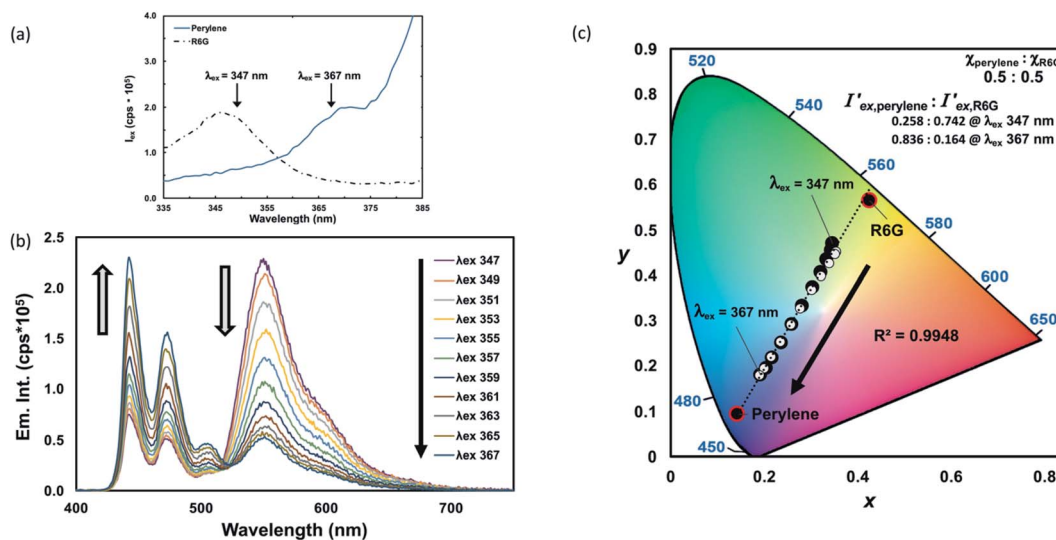 (a)
Perylene
R6G
λex = 347 nm
λex = 367 nm
Iex (cps · 10⁵)
4.0
3.0
2.0
1.0
0.0
335 345 355 365 375 385
Wavelength (nm)
(b)
Em. Int. (cps*10⁵)
2.5
2.0
1.5
1.0
0.5
0.0
λex 347
λex 349
λex 351
λex 353
λex 355
λex 357
λex 359
λex 361
λex 363
λex 365
λex 367
400 500 600 700
Wavelength (nm)
(c)
χperylene : χR6G
0.5 : 0.5
I'ex,perylene : I'ex,R6G
0.258 : 0.742 @ λex 347 nm
0.836 : 0.164 @ λex 367 nm
0.9
0.8
0.7
0.6
0.5
0.4
0.3
0.2
0.1
0
y
520
540
560
580
600
650
480
450
λex = 347 nm
R6G
λex = 367 nm
R² = 0.9948
Perylene
0 0.2 0.4 0.6 0.8
x